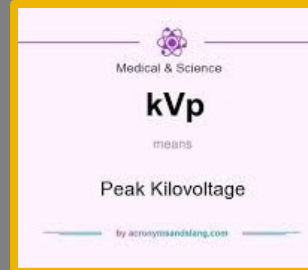 Medical & Science
kVp
means
Peak Kilovoltage
by acronymsandslang.com